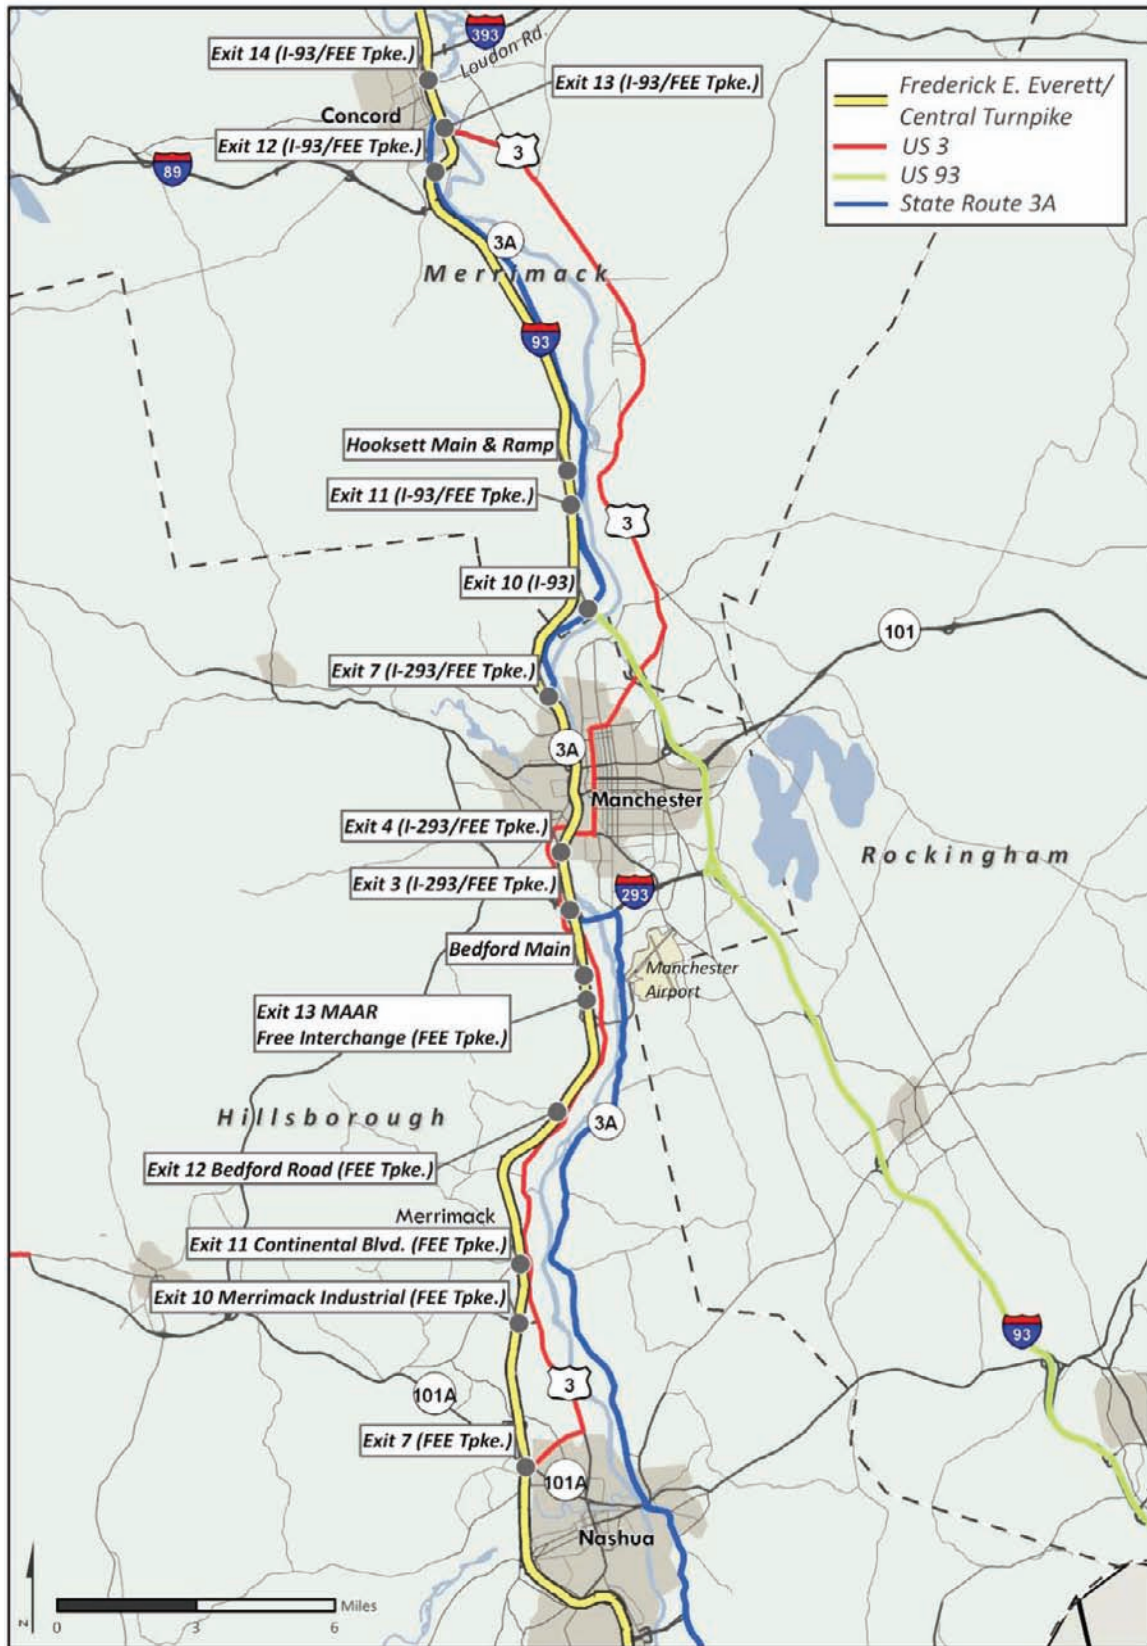 393
Exit 14 (I-93/FEE Tpke.)
Loudon Rd.
Exit 13 (I-93/FEE Tpke.)
Concord
Exit 12 (I-93/FEE Tpke.)
3
89
Frederick E. Everett/
Central Turnpike
US 3
US 93
State Route 3A
3A
Merrimack
93
Hooksett Main & Ramp
Exit 11 (I-93/FEE Tpke.)
3
Exit 10 (I-93)
101
Exit 7 (I-293/FEE Tpke.)
3A
Manchester
Exit 4 (I-293/FEE Tpke.)
Rockingham
Exit 3 (I-293/FEE Tpke.)
293
Bedford Main
Manchester
Airport
Exit 13 MAAR
Free Interchange (FEE Tpke.)
Hillsborough
3A
Exit 12 Bedford Road (FEE Tpke.)
Merrimack
Exit 11 Continental Blvd. (FEE Tpke.)
Exit 10 Merrimack Industrial (FEE Tpke.)
93
3
101A
Exit 7 (FEE Tpke.)
101A
Nashua
N
Miles
0 3 6